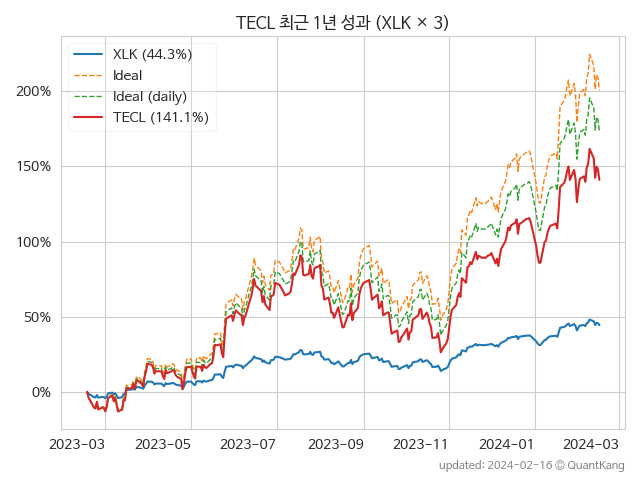 TECL 최근 1년 성과 (XLK × 3)
XLK (44.3%)
Ideal
Ideal (daily)
TECL (141.1%)
200%
150%
100%
50%
0%
2023-03 2023-05 2023-07 2023-09 2023-11 2024-01 2024-03
updated: 2024-02-16 © QuantKang